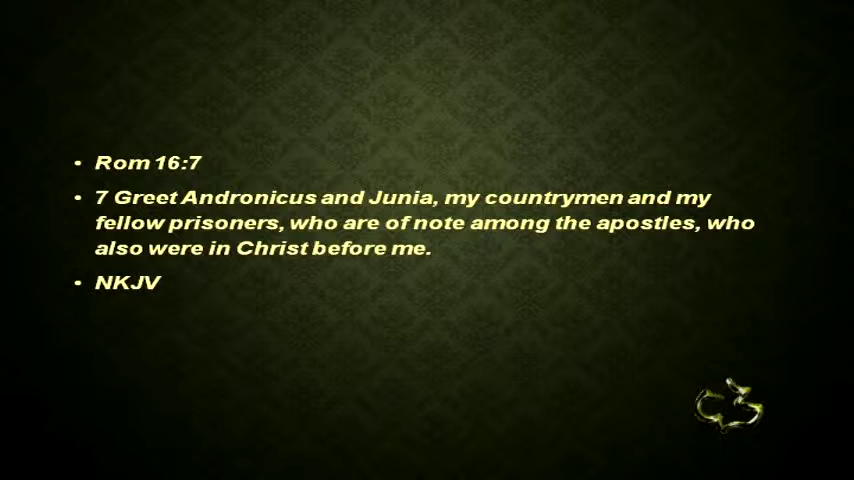 • Rom 16:7
• 7 Greet Andronicus and Junia, my countrymen and my
fellow prisoners, who are of note among the apostles, who
also were in Christ before me.
• NKJV
C3